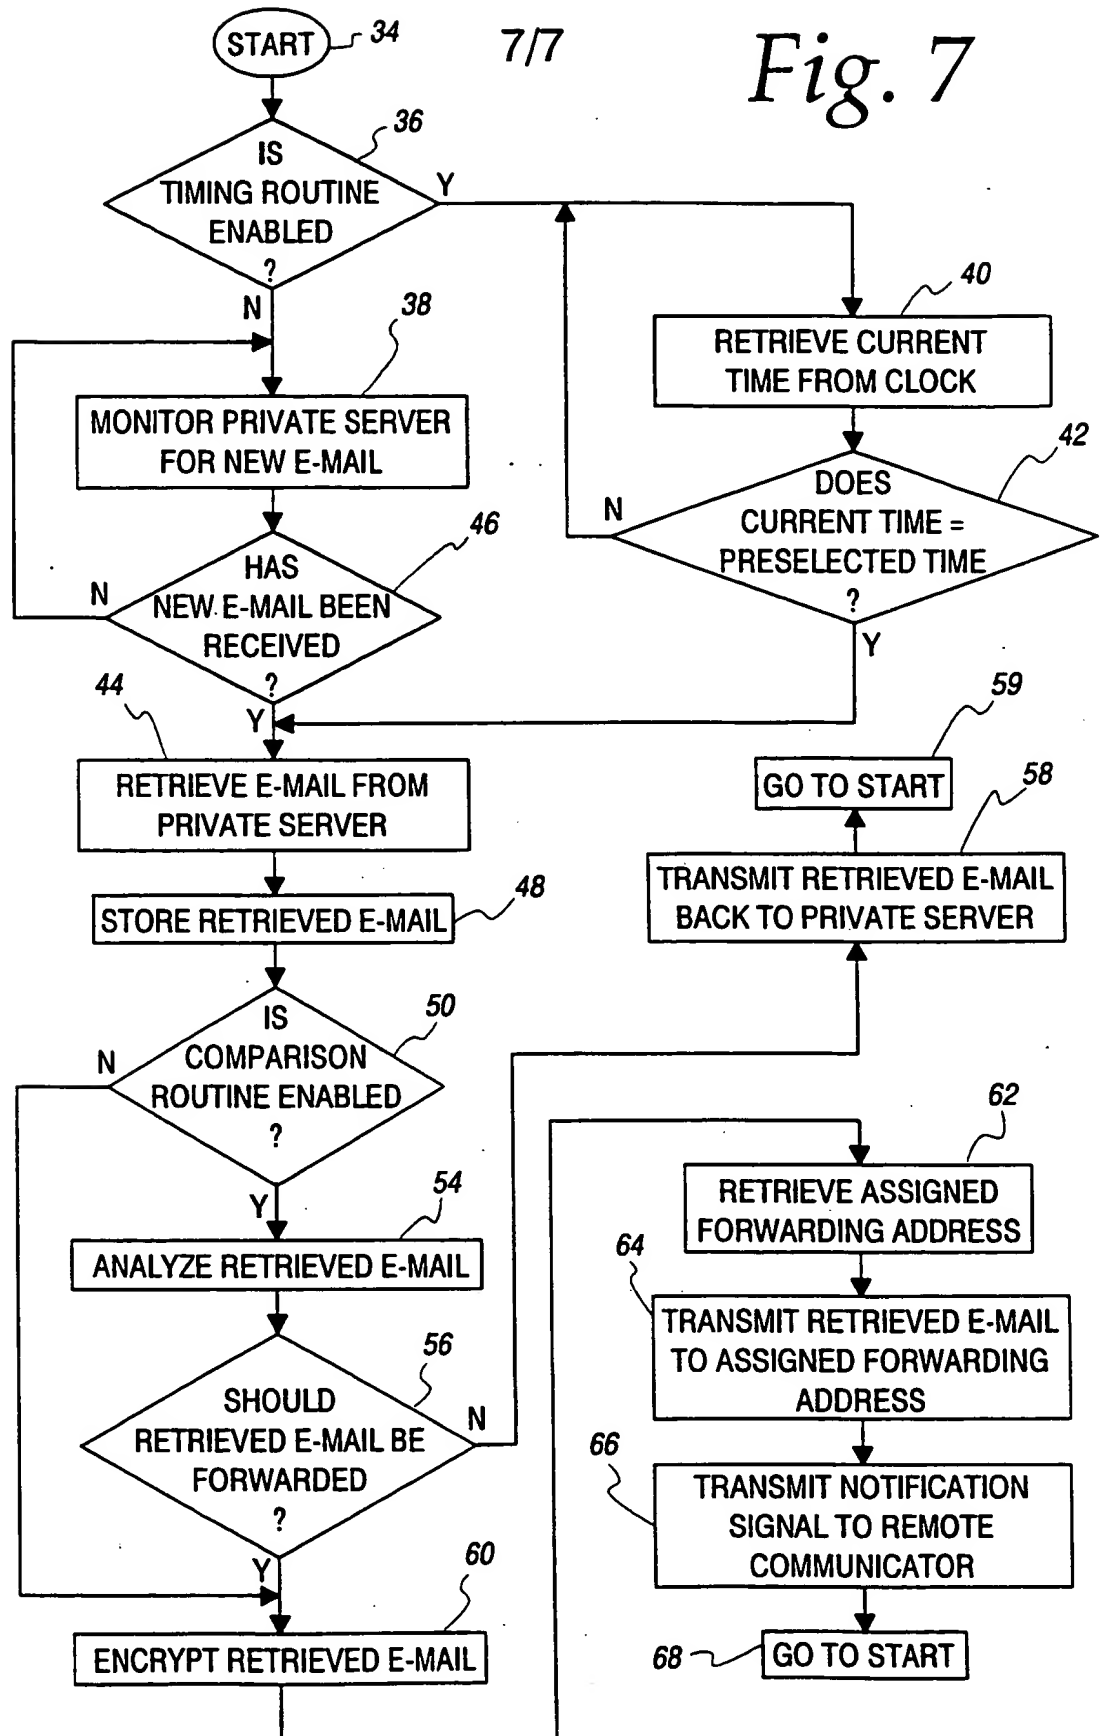 7/7
Fig. 7
START
34
36
IS
TIMING ROUTINE
ENABLED
?
Y
N
38
MONITOR PRIVATE SERVER
FOR NEW E-MAIL
46
HAS
NEW E-MAIL BEEN
RECEIVED
?
N
Y
40
RETRIEVE CURRENT
TIME FROM CLOCK
42
DOES
CURRENT TIME =
PRESELECTED TIME
?
N
Y
44
RETRIEVE E-MAIL FROM
PRIVATE SERVER
48
STORE RETRIEVED E-MAIL
50
IS
COMPARISON
ROUTINE ENABLED
?
N
Y
54
ANALYZE RETRIEVED E-MAIL
56
SHOULD
RETRIEVED E-MAIL BE
FORWARDED
?
N
Y
60
ENCRYPT RETRIEVED E-MAIL
59
GO TO START
58
TRANSMIT RETRIEVED E-MAIL
BACK TO PRIVATE SERVER
62
RETRIEVE ASSIGNED
FORWARDING ADDRESS
64
TRANSMIT RETRIEVED E-MAIL
TO ASSIGNED FORWARDING
ADDRESS
66
TRANSMIT NOTIFICATION
SIGNAL TO REMOTE
COMMUNICATOR
68
GO TO START